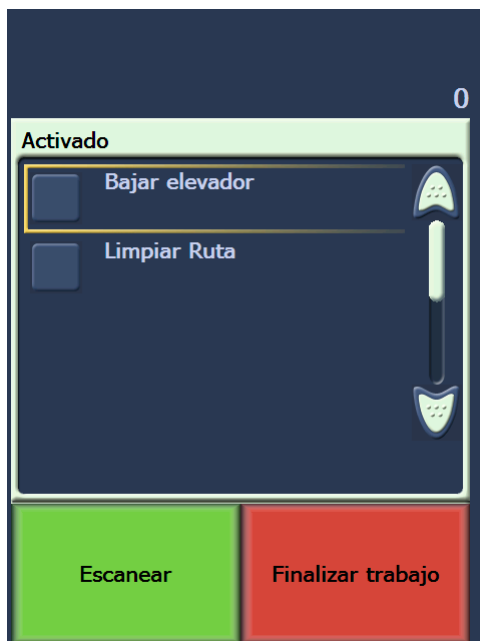 0
Activado
Bajar elevador
Limpiar Ruta
Escanear
Finalizar trabajo